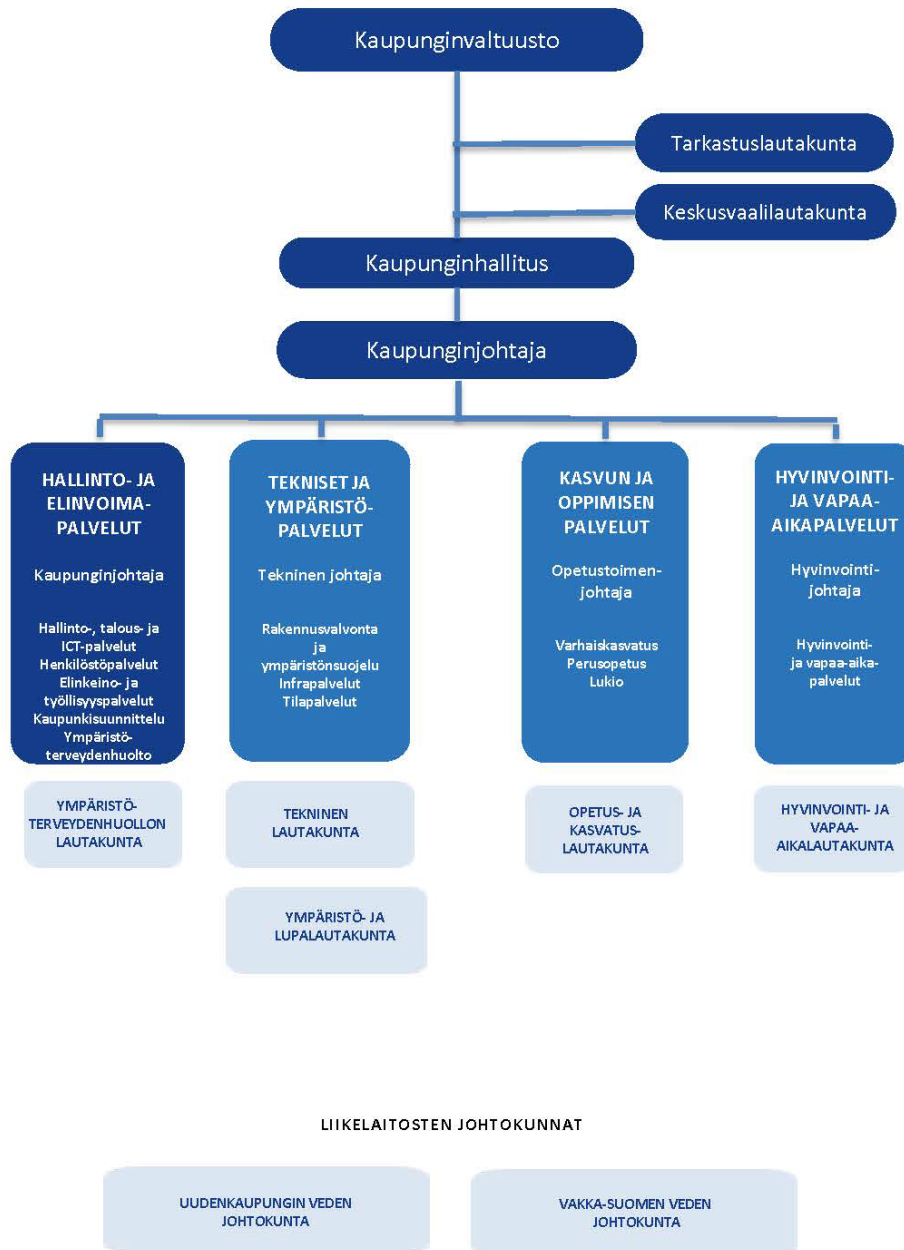 Kaupunginvaltuusto
Tarkastuslautakunta
Keskusvaalilautakunta
Kaupunginhallitus
Kaupunginjohtaja
HALLINTO- JA
ELINVOIMA-
PALVELUT
Kaupunginjohtaja
Hallinto-, talous- ja
ICT-palvelut
Henkilöstöpalvelut
Elinkeino- ja
työllisyyspalvelut
Kaupunkisuunnittelu
Ympäristö-
terveydenhuolto
YMPÄRISTÖ-
TERVEYDENHUOLLON
LAUTAKUNTA
TEKNISET JA
YMPÄRISTÖ-
PALVELUT
Tekninen johtaja
Rakennusvalvonta
ja
ympäristönsuojelu
Infrapalvelut
Tilapalvelut
TEKNINEN
LAUTAKUNTA
YMPÄRISTÖ- JA
LUPALAUTAKUNTA
KASVUN JA
OPPIMISEN
PALVELUT
Opetustoimen-
johtaja
Varhaiskasvatus
Perusopetus
Lukio
OPETUS- JA
KASVATUS-
LAUTAKUNTA
HYVINVOINTI-
JA VAPAA-
AIKAPALVELUT
Hyvinvointi-
johtaja
Hyvinvointi-
ja vapaa-aika-
palvelut
HYVINVOINTI- JA
VAPAA-
AIKALAUTAKUNTA
LIIKELAITOSTEN JOHTOKUNNAT
UUDENKAUPUNGIN VEDEN
JOHTOKUNTA
VAKKA-SUOMEN VEDEN
JOHTOKUNTA